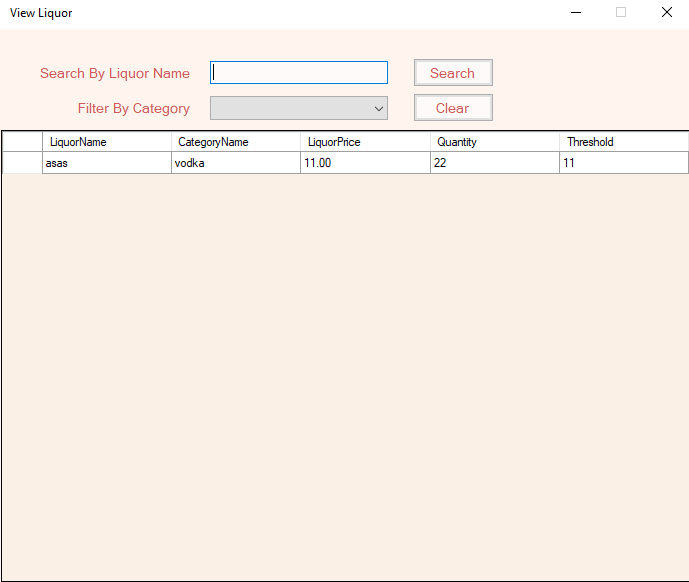 View Liquor
Search By Liquor Name Search
Filter By Category Clear
LiquorName CategoryName LiquorPrice Quantity Threshold
asas vodka 11.00 22 11